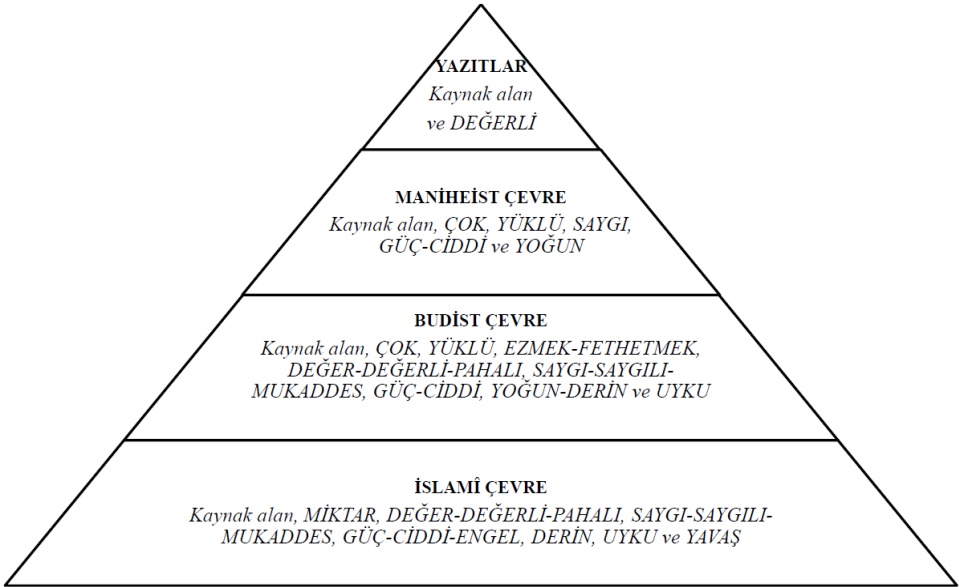 YAZITLAR
Kaynak alan
ve DEĞERLİ
MANİHEİST ÇEVRE
Kaynak alan, ÇOK, YÜKLÜ, SAYGI,
GÜÇ-CİDDİ ve YOĞUN
BUDİST ÇEVRE
Kaynak alan, ÇOK, YÜKLÜ, EZMEK-FETHETMEK,
DEĞER-DEĞERLİ-PAHALI, SAYGI-SAYGILI-
MUKADDES, GÜÇ-CİDDİ, YOĞUN-DERİN ve UYKU
İSLAMÎ ÇEVRE
Kaynak alan, MİKTAR, DEĞER-DEĞERLİ-PAHALI, SAYGI-SAYGILI-
MUKADDES, GÜÇ-CİDDİ-ENGEL, DERİN, UYKU ve YAVAŞ